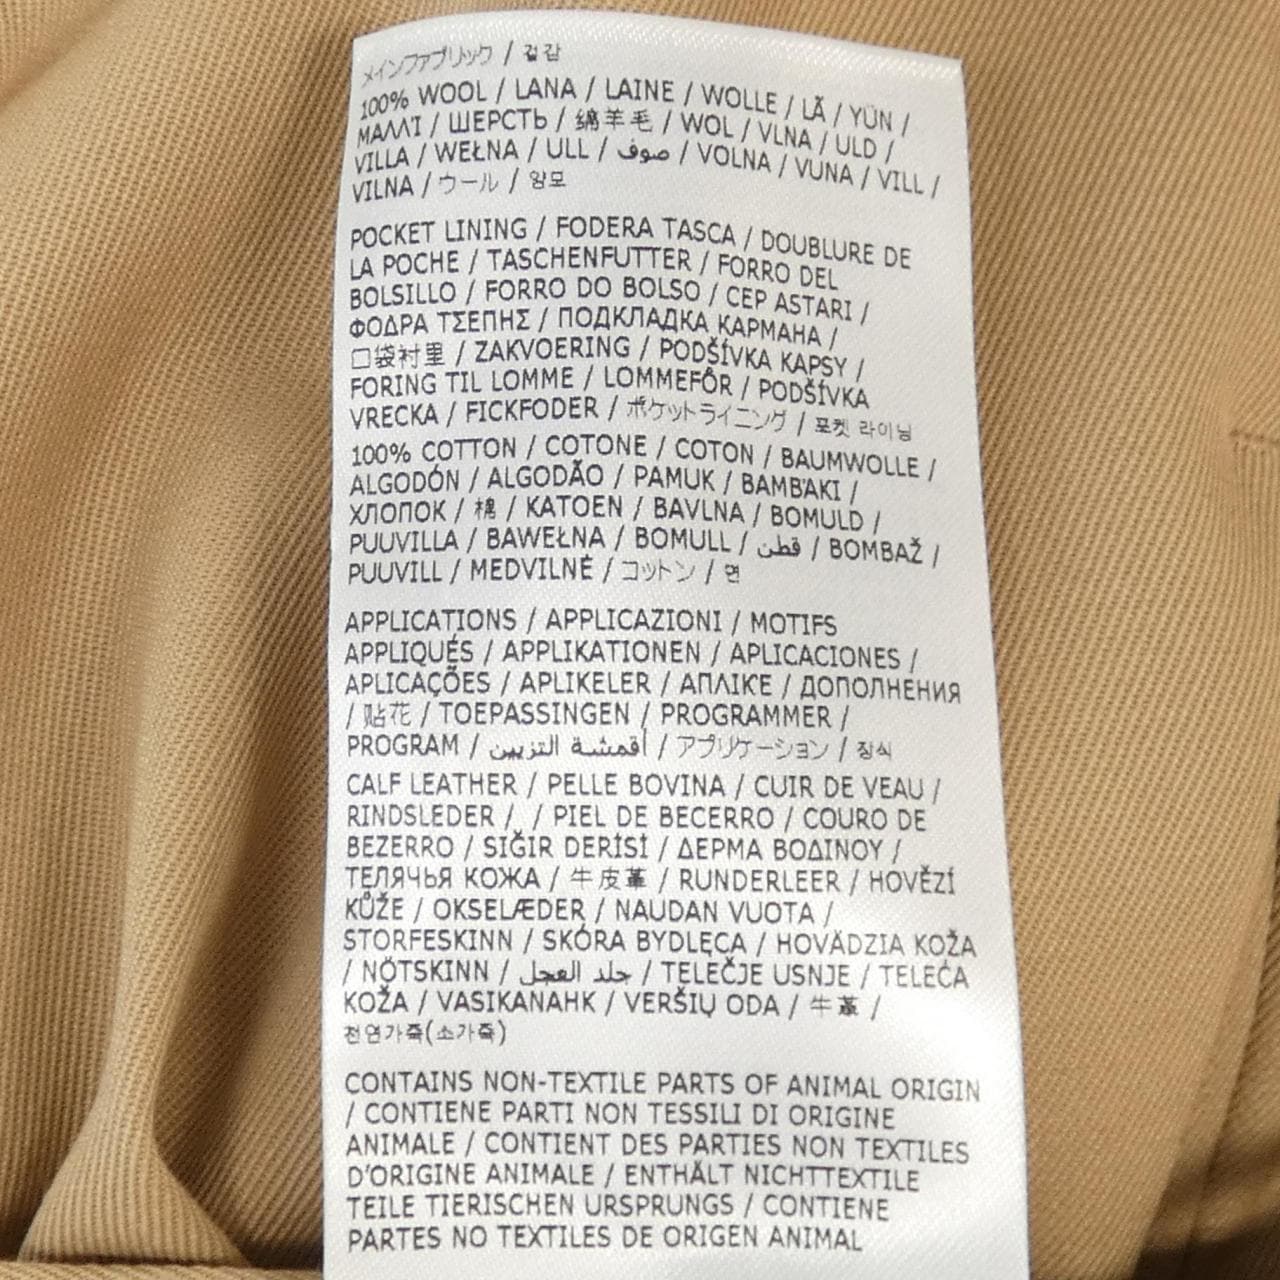 メインファブリック / 겉감
100% WOOL / LANA / LAINE / WOLLE / LÃ / YÜN /
ΜΑΛΛΊ / ШЕРСТЬ / 绵羊毛 / WOL / VLNA / ULD /
VILLA / WEŁNA / ULL / صوف / VOLNA / VUNA / VILL /
VILNA / ウール / 양모
POCKET LINING / FODERA TASCA / DOUBLURE DE
LA POCHE / TASCHENFUTTER / FORRO DEL
BOLSILLO / FORRO DO BOLSO / CEP ASTARI /
ΦΟΔΡΑ ΤΣΕΠΗΣ / ПОДКЛАДКА КАРМАНА /
口袋衬里 / ZAKVOERING / PODŠÍVKA KAPSY /
FORING TIL LOMME / LOMMEFÔR / PODŠÍVKA
VRECKA / FICKFODER / ポケットライニング / 포켓 라이닝
100% COTTON / COTONE / COTON / BAUMWOLLE /
ALGODÓN / ALGODÃO / PAMUK / ΒΑΜΒΆΚΙ /
ХЛОПОК / 棉 / KATOEN / BAVLNA / BOMULD /
PUUVILLA / BAWEŁNA / BOMULL / قطن / BOMBAŽ /
PUUVILL / MEDVILNĖ / コットン / 면
APPLICATIONS / APPLICAZIONI / MOTIFS
APPLIQUÉS / APPLIKATIONEN / APLICACIONES /
APLICAÇÕES / APLIKELER / ΑΠΛΙΚΈ / ДОПОЛНЕНИЯ
/ 贴花 / TOEPASSINGEN / PROGRAMMER /
PROGRAM / أقمشة التزيين / アプリケーション / 장식
CALF LEATHER / PELLE BOVINA / CUIR DE VEAU /
RINDSLEDER / / PIEL DE BECERRO / COURO DE
BEZERRO / SIĞIR DERİSİ / ΔΕΡΜΑ ΒΟΔΙΝΟΥ /
ТЕЛЯЧЬЯ КОЖА / 牛皮革 / RUNDERLEER / HOVĚZÍ
KŮŽE / OKSELÆDER / NAUDAN VUOTA /
STORFESKINN / SKÓRA BYDLĘCA / HOVÄDZIA KOŽA
/ NÖTSKINN / جلد العجل / TELEČJE USNJE / TELEĆA
KOŽA / VASIKANAHK / VERŠIŲ ODA / 牛革 /
천연가죽(소가죽)
CONTAINS NON-TEXTILE PARTS OF ANIMAL ORIGIN
/ CONTIENE PARTI NON TESSILI DI ORIGINE
ANIMALE / CONTIENT DES PARTIES NON TEXTILES
D'ORIGINE ANIMALE / ENTHÄLT NICHTTEXTILE
TEILE TIERISCHEN URSPRUNGS / CONTIENE
PARTES NO TEXTILES DE ORIGEN ANIMAL